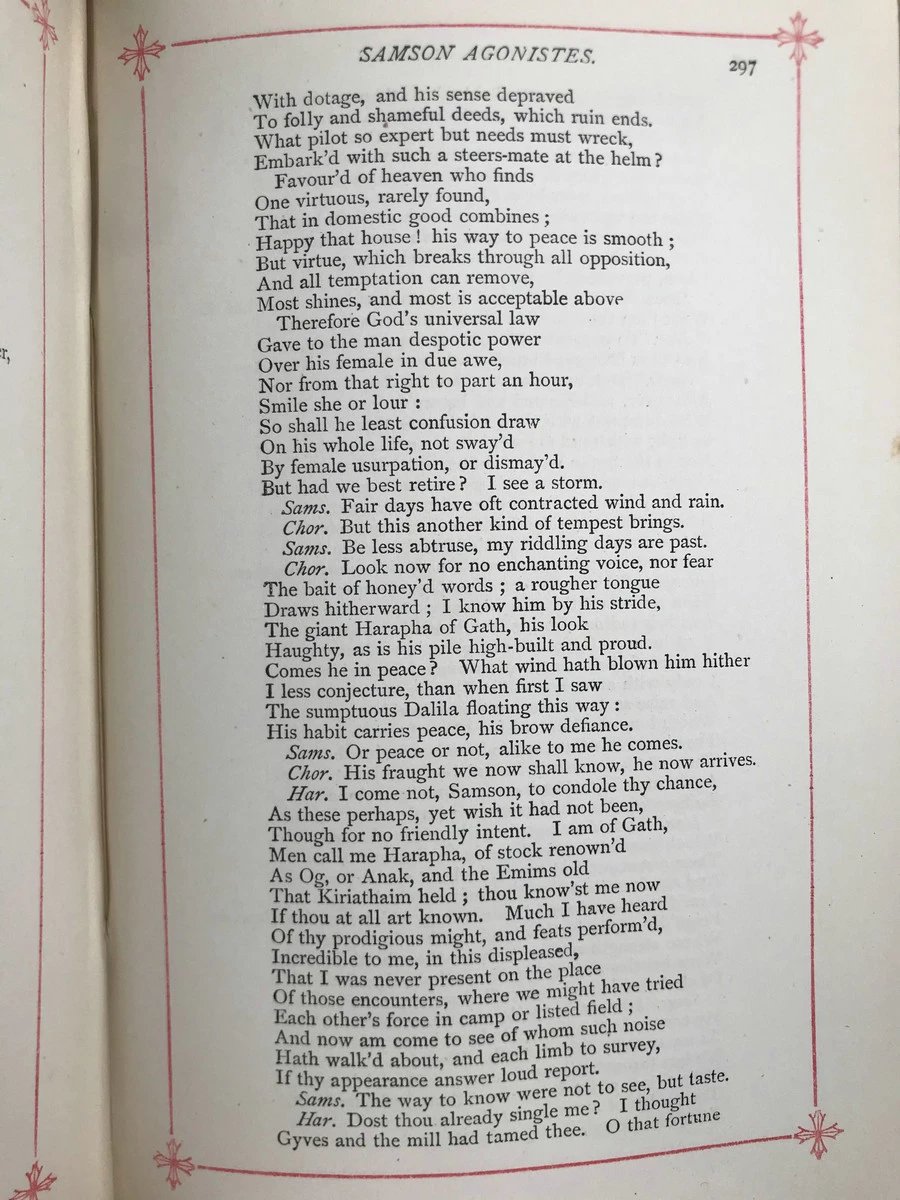 SAMSON AGONISTES.
297
With dotage, and his sense depraved
To folly and shameful deeds, which ruin ends.
What pilot so expert but needs must wreck,
Embark'd with such a steers-mate at the helm?
Favour'd of heaven who finds
One virtuous, rarely found,
That in domestic good combines;
Happy that house! his way to peace is smooth;
But virtue, which breaks through all opposition,
And all temptation can remove,
Most shines, and most is acceptable above
Therefore God's universal law
Gave to the man despotic power
Over his female in due awe,
Nor from that right to part an hour,
Smile she or lour:
So shall he least confusion draw
On his whole life, not sway'd
By female usurpation, or dismay'd.
But had we best retire? I see a storm.
Sams. Fair days have oft contracted wind and rain.
Chor. But this another kind of tempest brings.
Sams. Be less abtruse, my riddling days are past.
Chor. Look now for no enchanting voice, nor fear
The bait of honey'd words; a rougher tongue
Draws hitherward; I know him by his stride,
The giant Harapha of Gath, his look
Haughty, as is his pile high-built and proud.
Comes he in peace? What wind hath blown him hither
I less conjecture, than when first I saw
The sumptuous Dalila floating this way:
His habit carries peace, his brow defiance.
Sams. Or peace or not, alike to me he comes.
Chor. His fraught we now shall know, he now arrives.
Har. I come not, Samson, to condole thy chance,
As these perhaps, yet wish it had not been,
Though for no friendly intent. I am of Gath,
Men call me Harapha, of stock renown'd
As Og, or Anak, and the Emims old
That Kiriathaim held; thou know'st me now
If thou at all art known. Much I have heard
Of thy prodigious might, and feats perform'd,
Incredible to me, in this displeased,
That I was never present on the place
Of those encounters, where we might have tried
Each other's force in camp or listed field;
And now am come to see of whom such noise
Hath walk'd about, and each limb to survey,
If thy appearance answer loud report.
Sams. The way to know were not to see, but taste.
Har. Dost thou already single me? I thought
Gyves and the mill had tamed thee. O that fortune